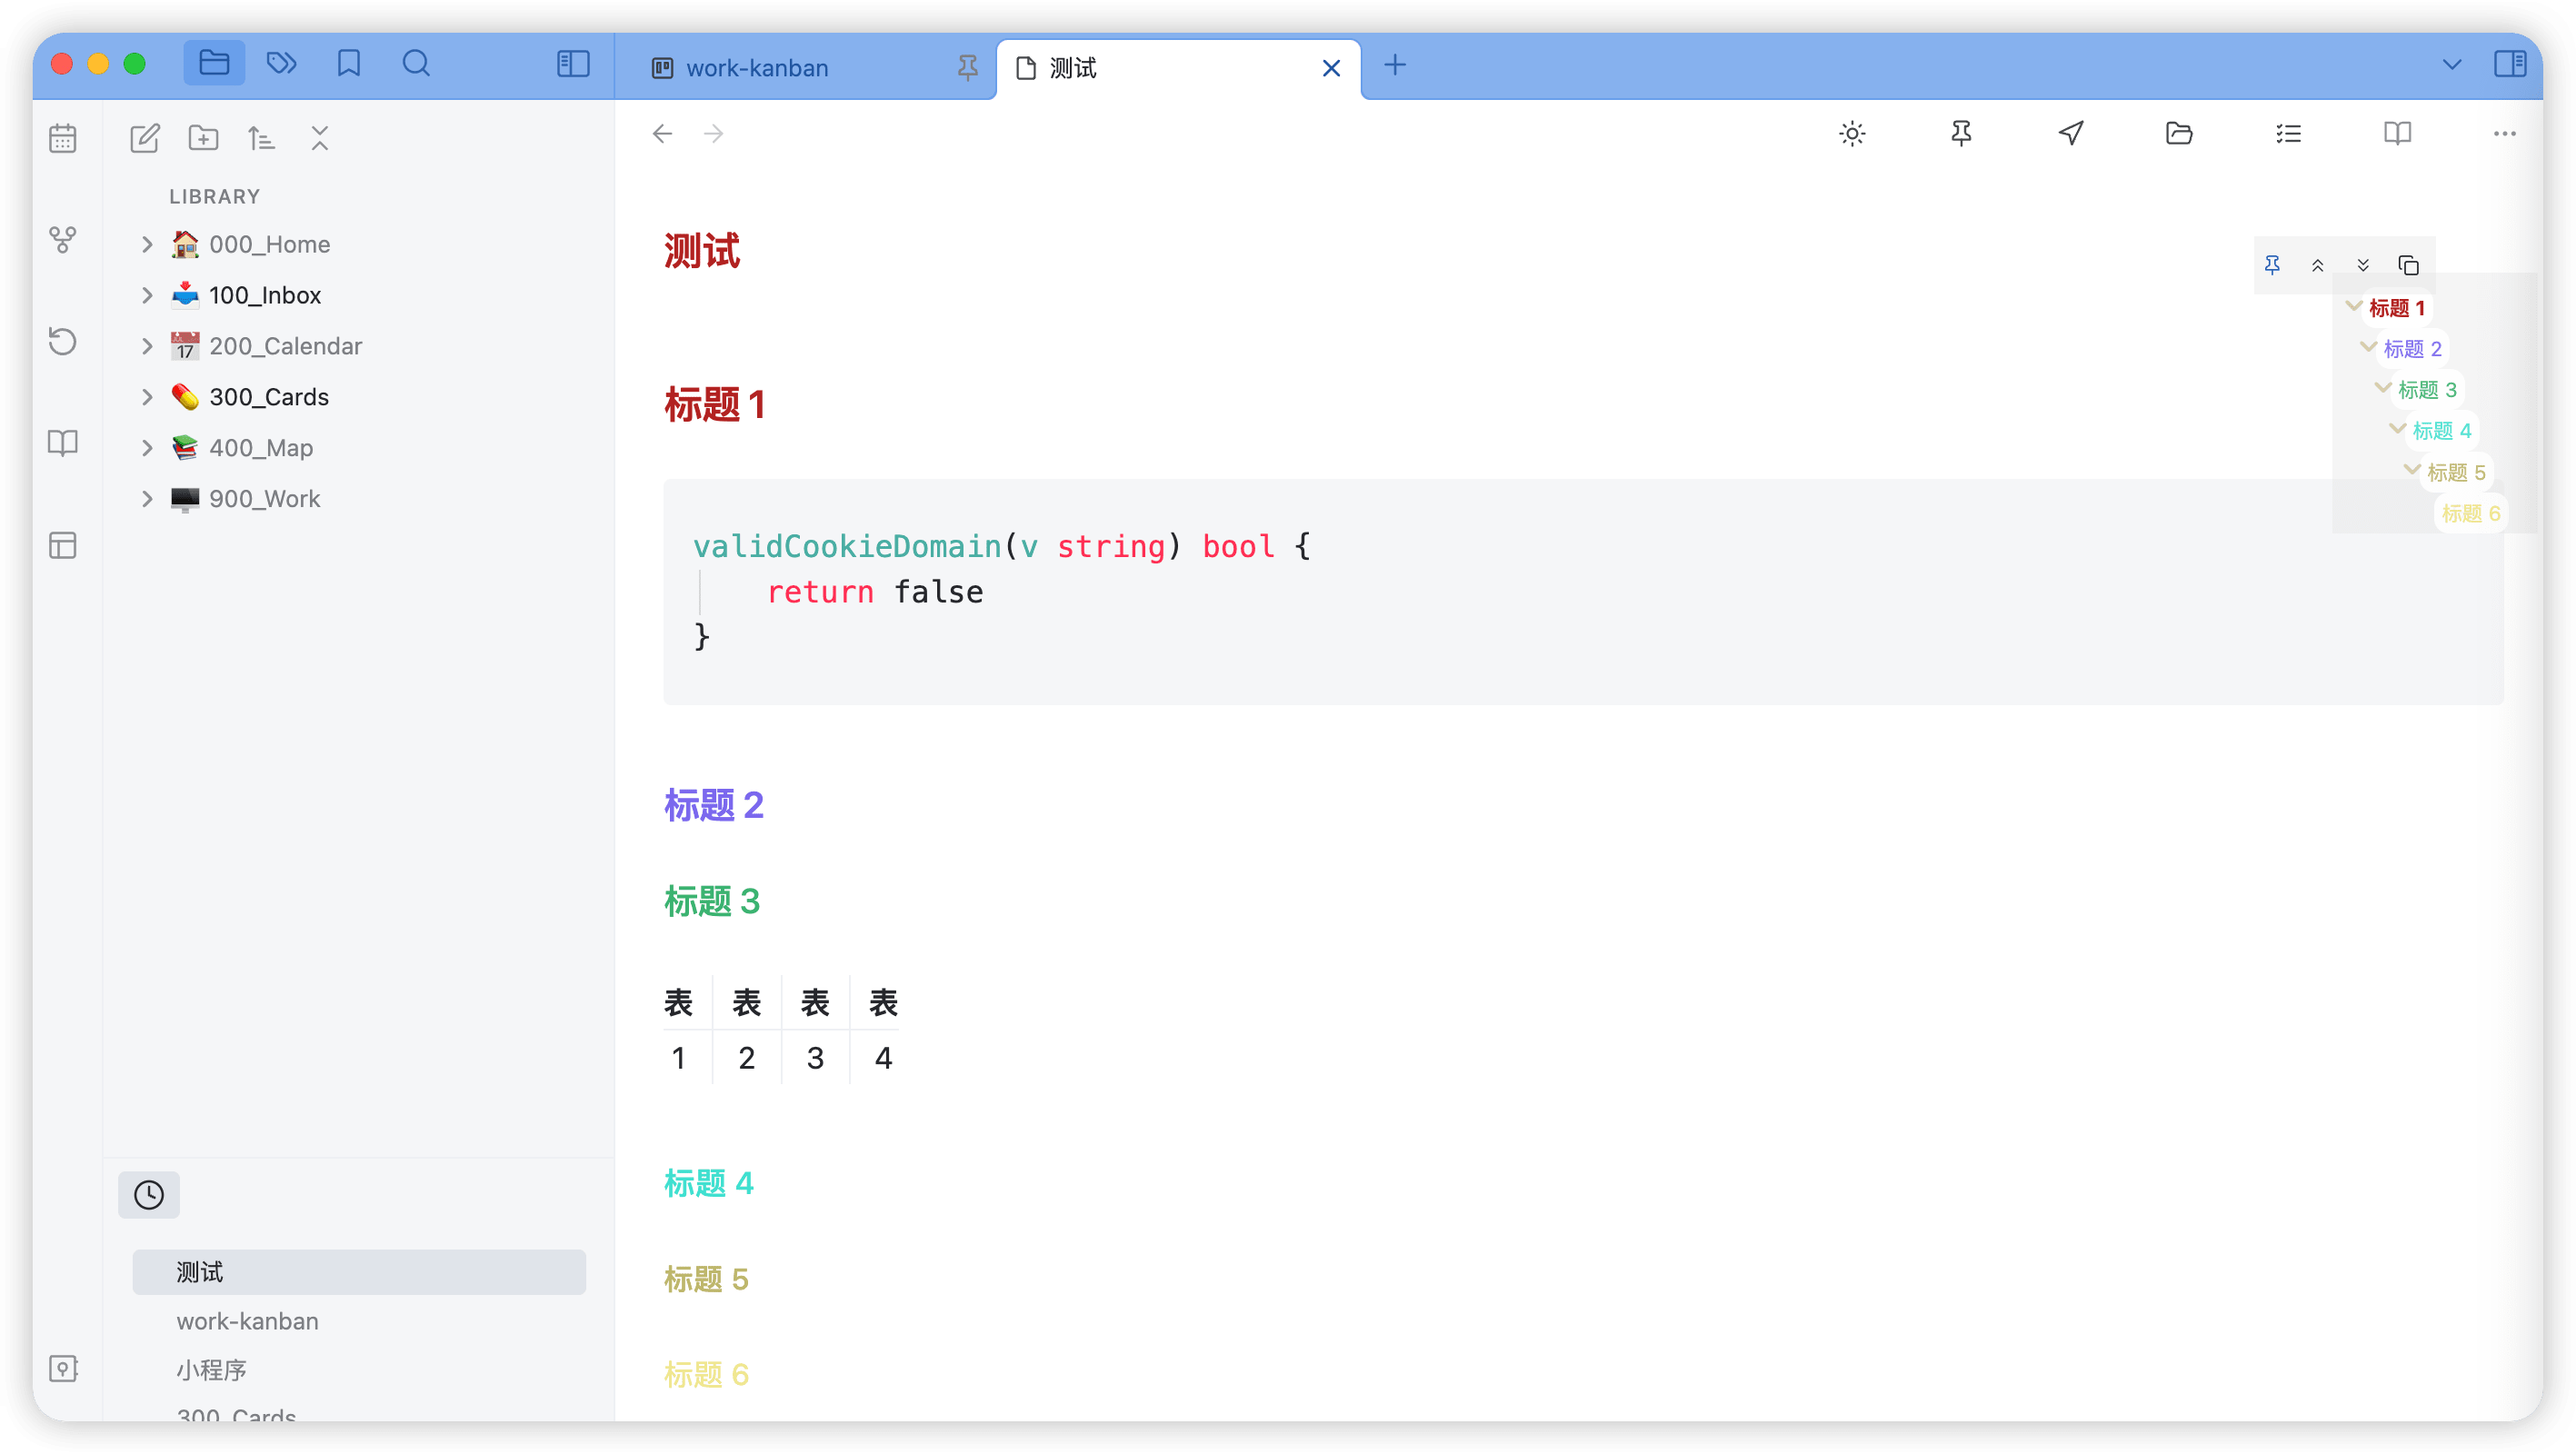 work-kanban
测试
LIBRARY
000_Home
100_Inbox
17
200_Calendar
300_Cards
400_Map
900_Work
测试
work-kanban
小程序
300_Cards
测试
标题 1
validCookieDomain(v string) bool {
return false
}
标题 2
标题 3
表 表 表 表
1 2 3 4
标题 4
标题 5
标题 6
标题 1
标题 2
标题 3
标题 4
标题 5
标题 6